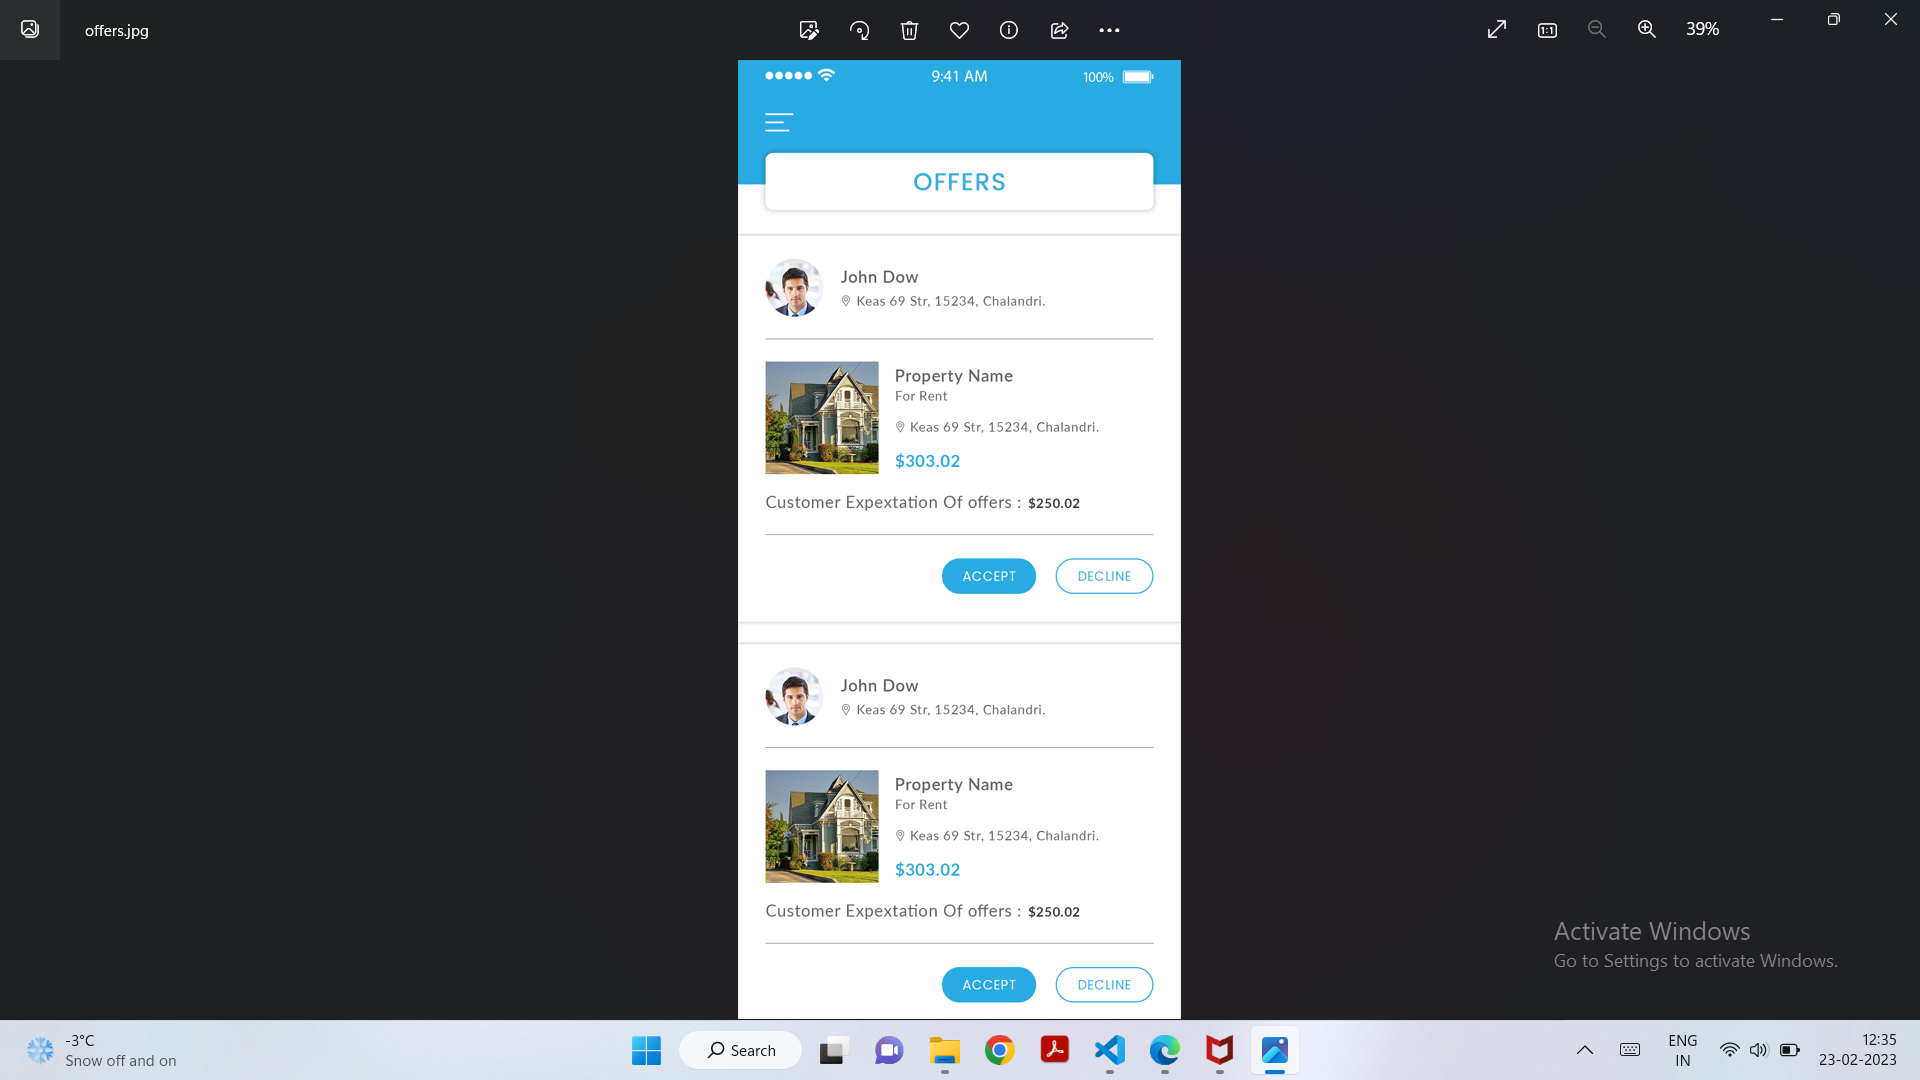 offers.jpg
39%
9:41 AM
100%
OFFERS
John Dow
Keas 69 Str, 15234, Chalandri.
Property Name
For Rent
Keas 69 Str, 15234, Chalandri.
$303.02
Customer Expextation Of offers : $250.02
ACCEPT DECLINE
John Dow
Keas 69 Str, 15234, Chalandri.
Property Name
For Rent
Keas 69 Str, 15234, Chalandri.
$303.02
Customer Expextation Of offers : $250.02
ACCEPT DECLINE
Activate Windows
Go to Settings to activate Windows.
-3°C
Snow off and on
Search
ENG
IN
12:35
23-02-2023